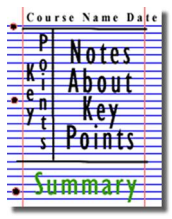 Course Name Date
Key Points
Notes
About
Key
Points
Summary